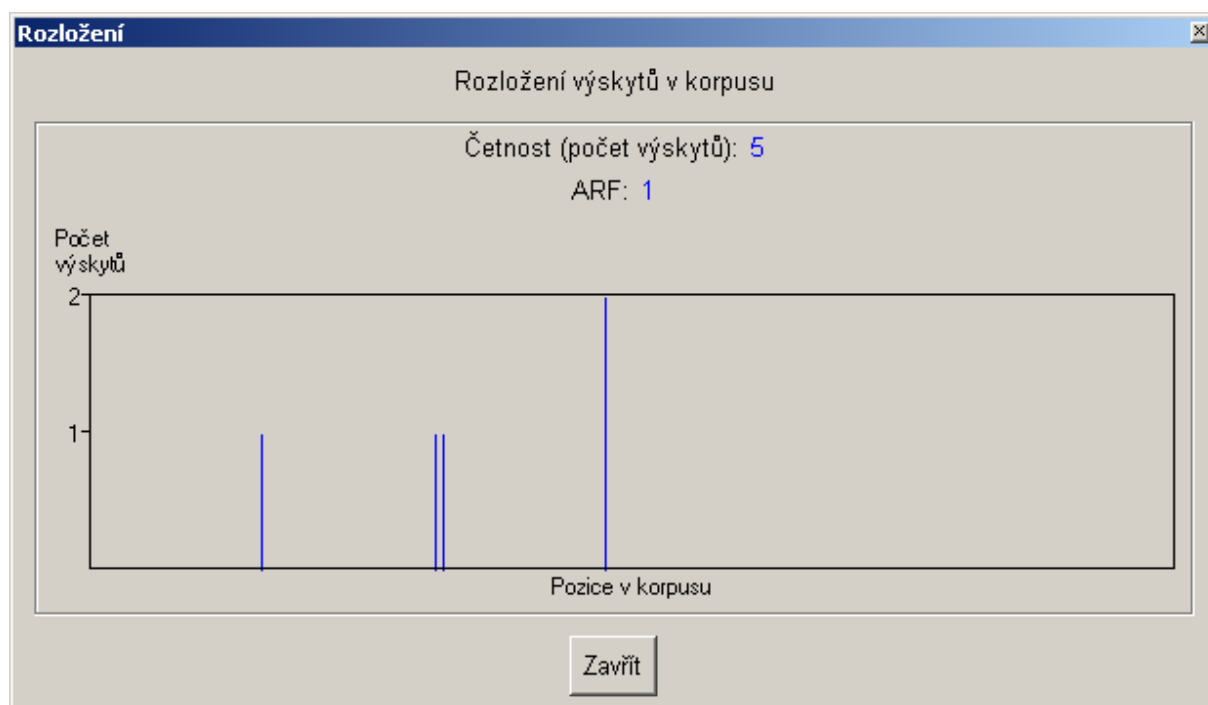 Rozložení
Rozložení výskytů v korpusu
Četnost (počet výskytů): 5
ARF: 1
Počet
výskytů
2
1
Pozice v korpusu
Zavřít